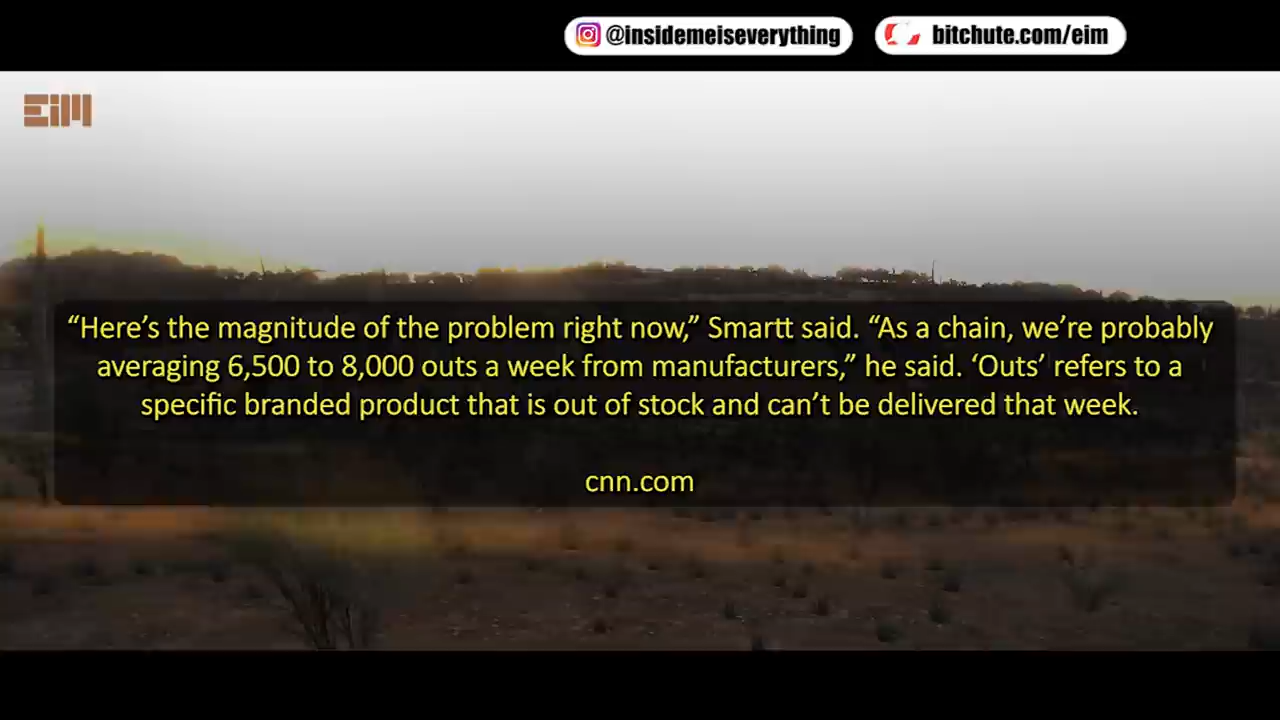 @insidemeiseverything
bitchute.com/eim
EiM
“Here’s the magnitude of the problem right now,” Smartt said. “As a chain, we’re probably
averaging 6,500 to 8,000 outs a week from manufacturers,” he said. ‘Outs’ refers to a
specific branded product that is out of stock and can’t be delivered that week.
cnn.com